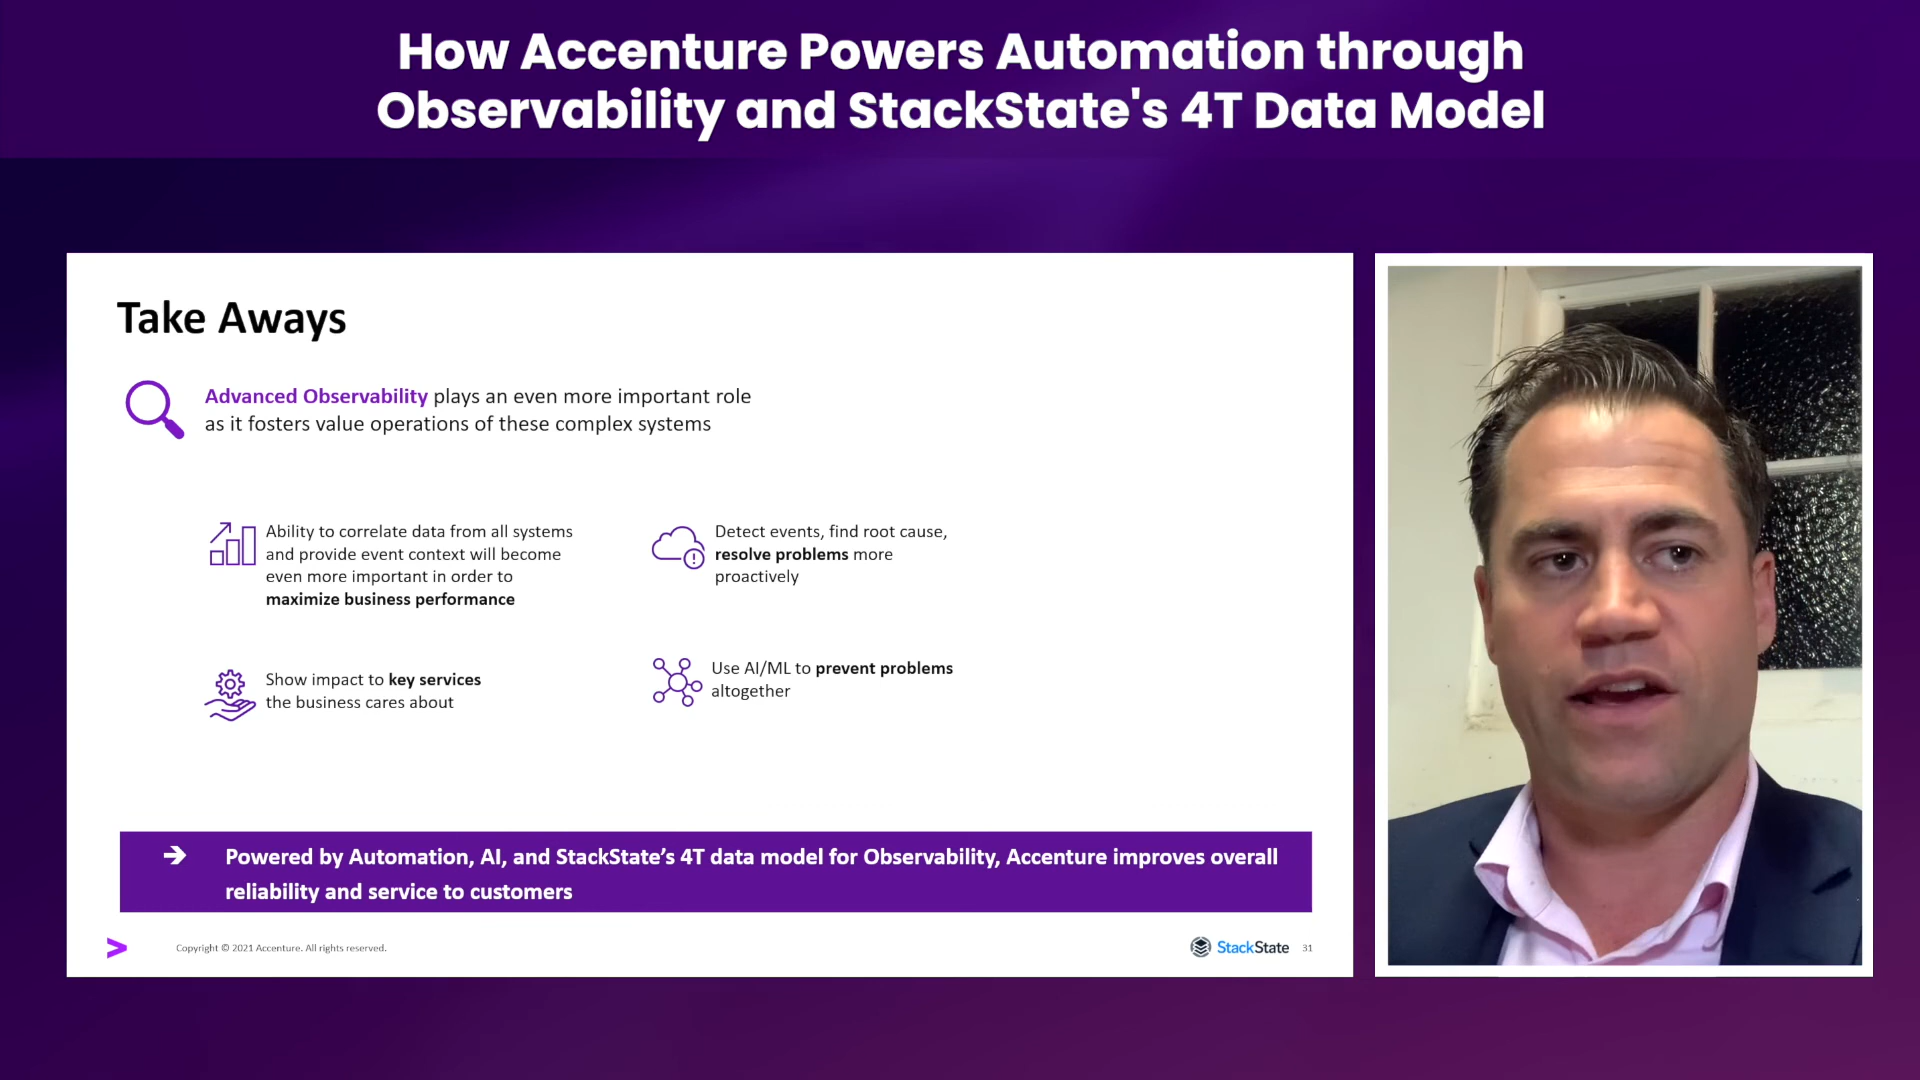 How Accenture Powers Automation through
Observability and StackState's 4T Data Model
Take Aways
Advanced Observability plays an even more important role
as it fosters value operations of these complex systems
Ability to correlate data from all systems
and provide event context will become
even more important in order to
maximize business performance
Detect events, find root cause,
resolve problems more
proactively
Show impact to key services
the business cares about
Use AI/ML to prevent problems
altogether
➔ Powered by Automation, AI, and StackState’s 4T data model for Observability, Accenture improves overall
reliability and service to customers
Copyright © 2021 Accenture. All rights reserved.
StackState 31